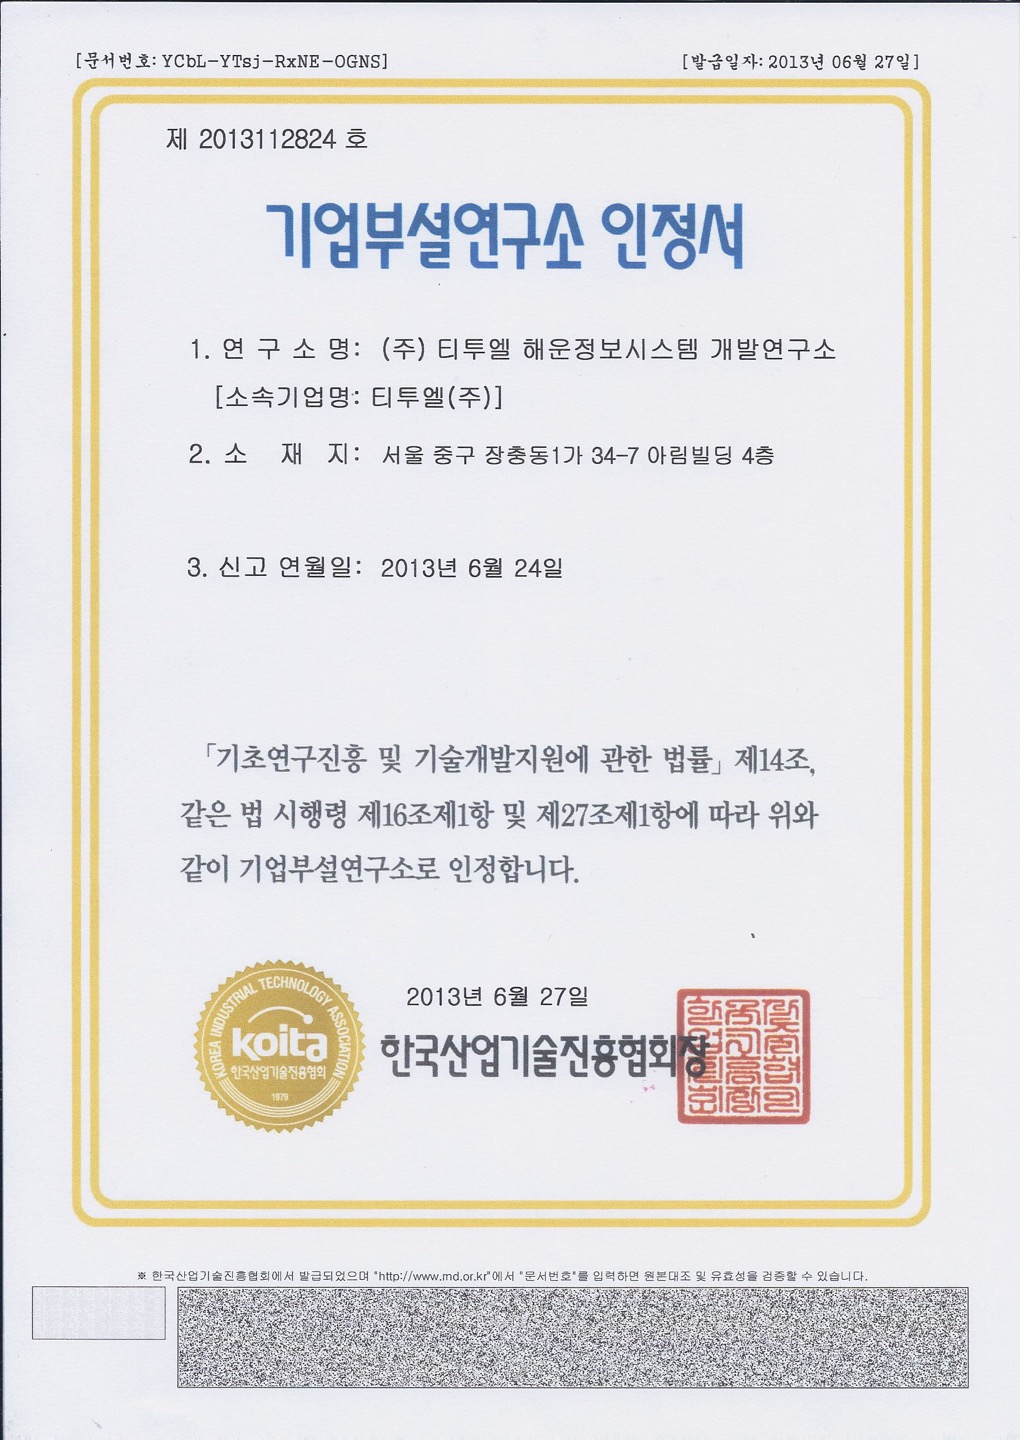 [문서번호: YCbL-YTsj-RxNE-OGNS]
[발급일자: 2013년 06월 27일]
제 2013112824 호
기업부설연구소 인정서
1. 연 구 소 명: (주) 티투엘 해운정보시스템 개발연구소
[소속기업명: 티투엘(주)]
2. 소 재 지: 서울 중구 장충동1가 34-7 아림빌딩 4층
3. 신고 연월일: 2013년 6월 24일
「기초연구진흥 및 기술개발지원에 관한 법률」 제14조,
같은 법 시행령 제16조제1항 및 제27조제1항에 따라 위와
같이 기업부설연구소로 인정합니다.
2013년 6월 27일
한국산업기술진흥협회장
KOREA INDUSTRIAL TECHNOLOGY ASSOCIATION
koita
한국산업기술진흥협회
1979
※ 한국산업기술진흥협회에서 발급되었으며 "http://www.rnd.or.kr"에서 "문서번호"를 입력하면 원본대조 및 유효성을 검증할 수 있습니다.